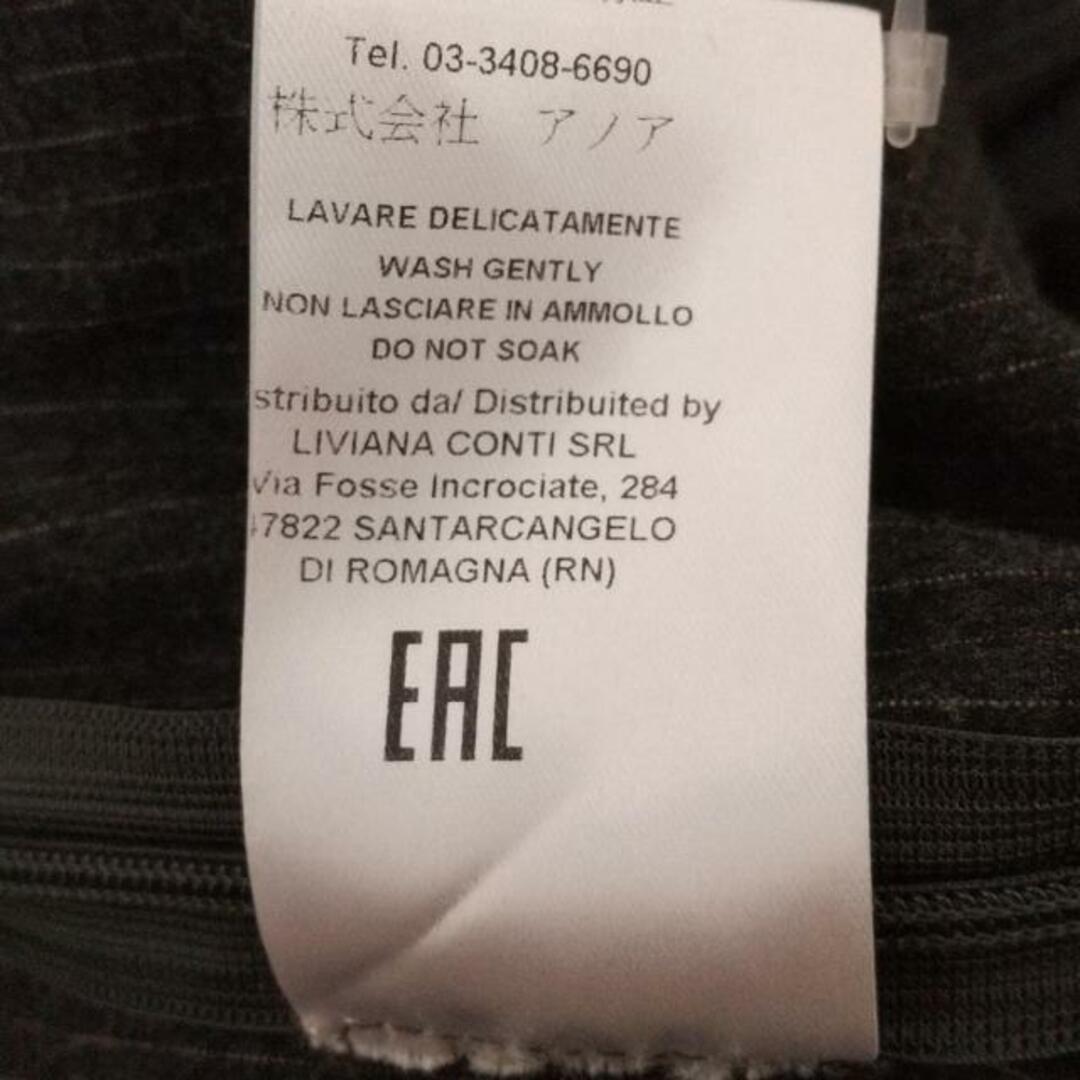 Tel. 03-3408-6690
株式会社 アノア
LAVARE DELICATAMENTE
WASH GENTLY
NON LASCIARE IN AMMOLLO
DO NOT SOAK
stribuito da/ Distribuited by
LIVIANA CONTI SRL
Via Fosse Incrociate, 284
47822 SANTARCANGELO
DI ROMAGNA (RN)
EAC